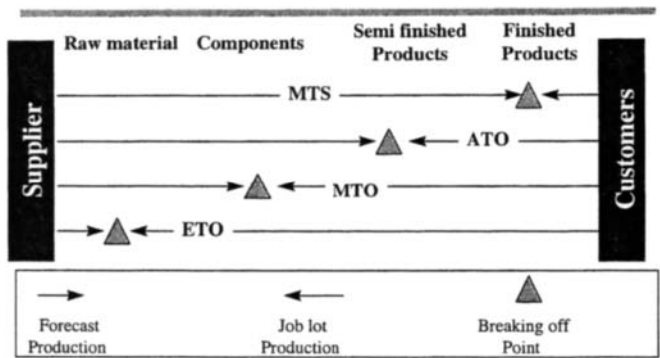 Raw material Components Semi finished Products Finished Products
Supplier
Customers
MTS
ATO
MTO
ETO
Forecast Production
Job lot Production
Breaking off Point